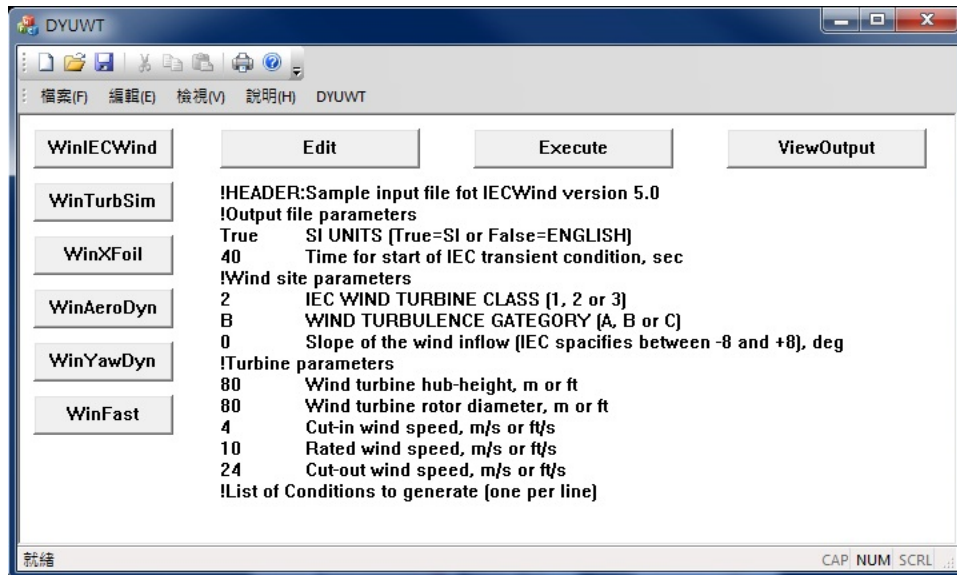 DYUWT
檔案(F) 編輯(E) 檢視(V) 說明(H) DYUWT
WinIECWind Edit Execute ViewOutput
WinTurbSim
WinXFoil
WinAeroDyn
WinYawDyn
WinFast
!HEADER:Sample input file fot IECWind version 5.0
!Output file parameters
True SI UNITS (True=SI or False=ENGLISH)
40 Time for start of IEC transient condition, sec
!Wind site parameters
2 IEC WIND TURBINE CLASS (1, 2 or 3)
B WIND TURBULENCE GATEGORY (A, B or C)
0 Slope of the wind inflow (IEC spacifies between -8 and +8), deg
!Turbine parameters
80 Wind turbine hub-height, m or ft
80 Wind turbine rotor diameter, m or ft
4 Cut-in wind speed, m/s or ft/s
10 Rated wind speed, m/s or ft/s
24 Cut-out wind speed, m/s or ft/s
!List of Conditions to generate (one per line)
就緒 CAP NUM SCRL